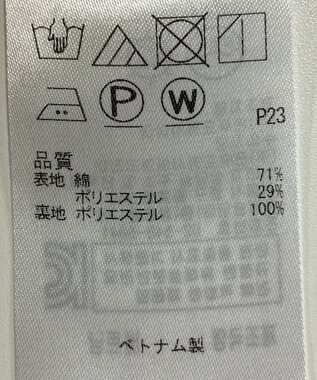 P W
P23
品質
表地 綿 71%
ポリエステル 29%
裏地 ポリエステル 100%
ベトナム製